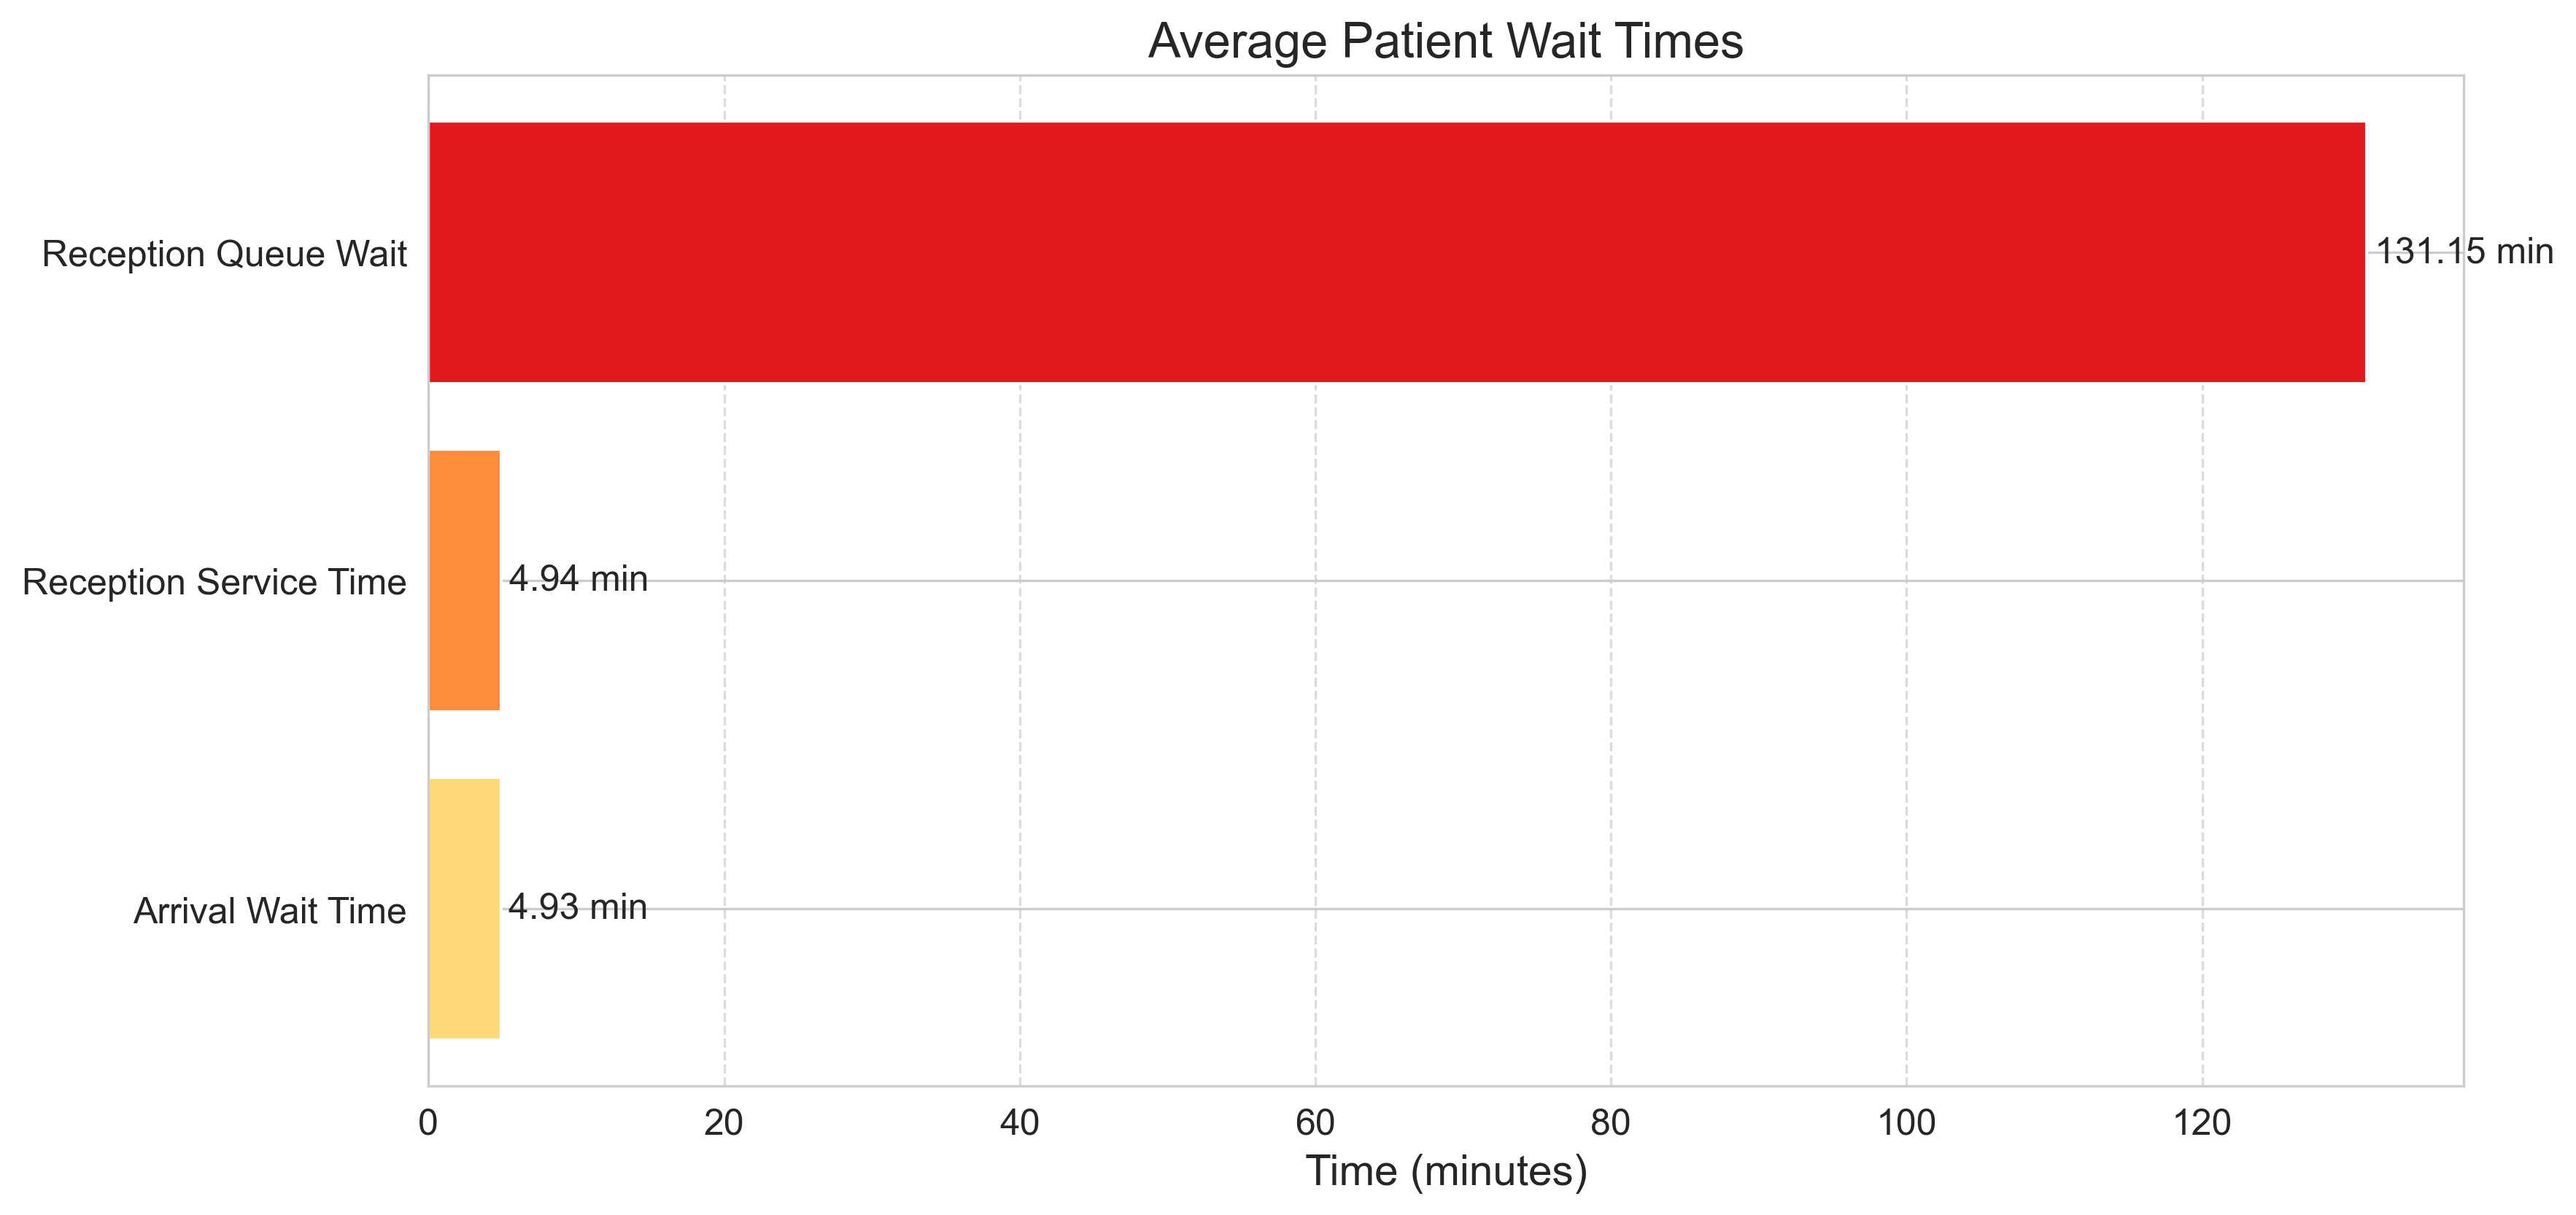 Average Patient Wait Times
Reception Queue Wait
131.15 min
Reception Service Time
4.94 min
Arrival Wait Time
4.93 min
0 20 40 60 80 100 120
Time (minutes)